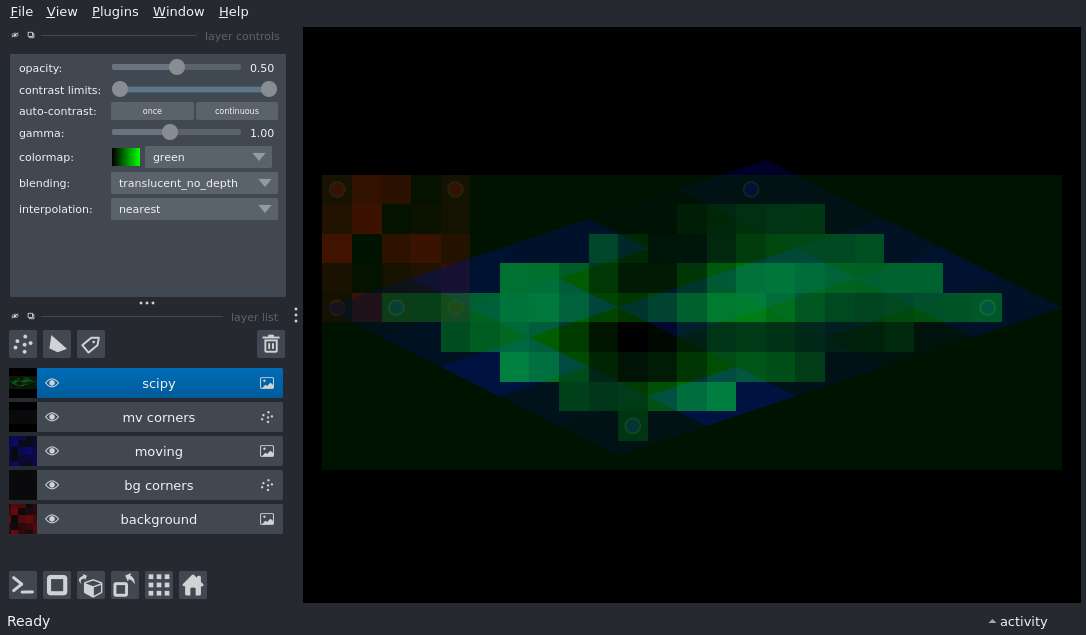 File View Plugins Window Help
layer controls
opacity: 0.50
contrast limits:
auto-contrast: once continuous
gamma: 1.00
colormap: green
blending: translucent_no_depth
interpolation: nearest
layer list
scipy
mv corners
moving
bg corners
background
Ready
activity